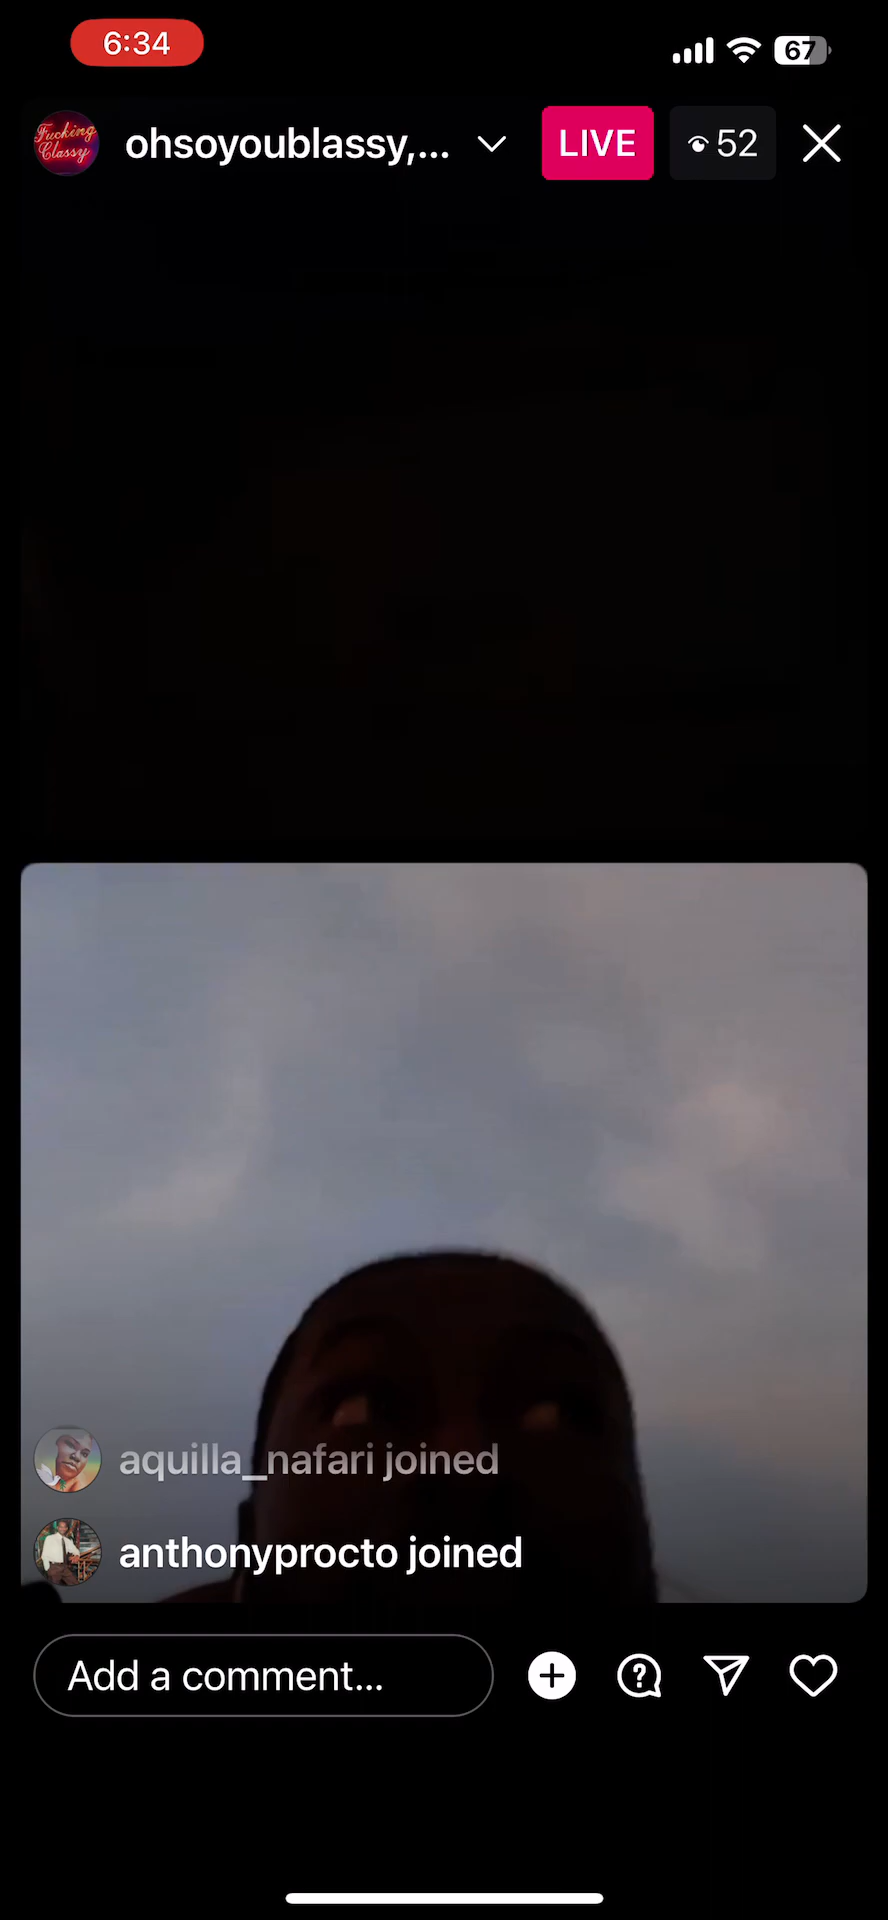 6:34
67
Fucking
Classy
ohsoyoublassy,...
LIVE
52
aquilla_nafari joined
anthonyprocto joined
Add a comment...